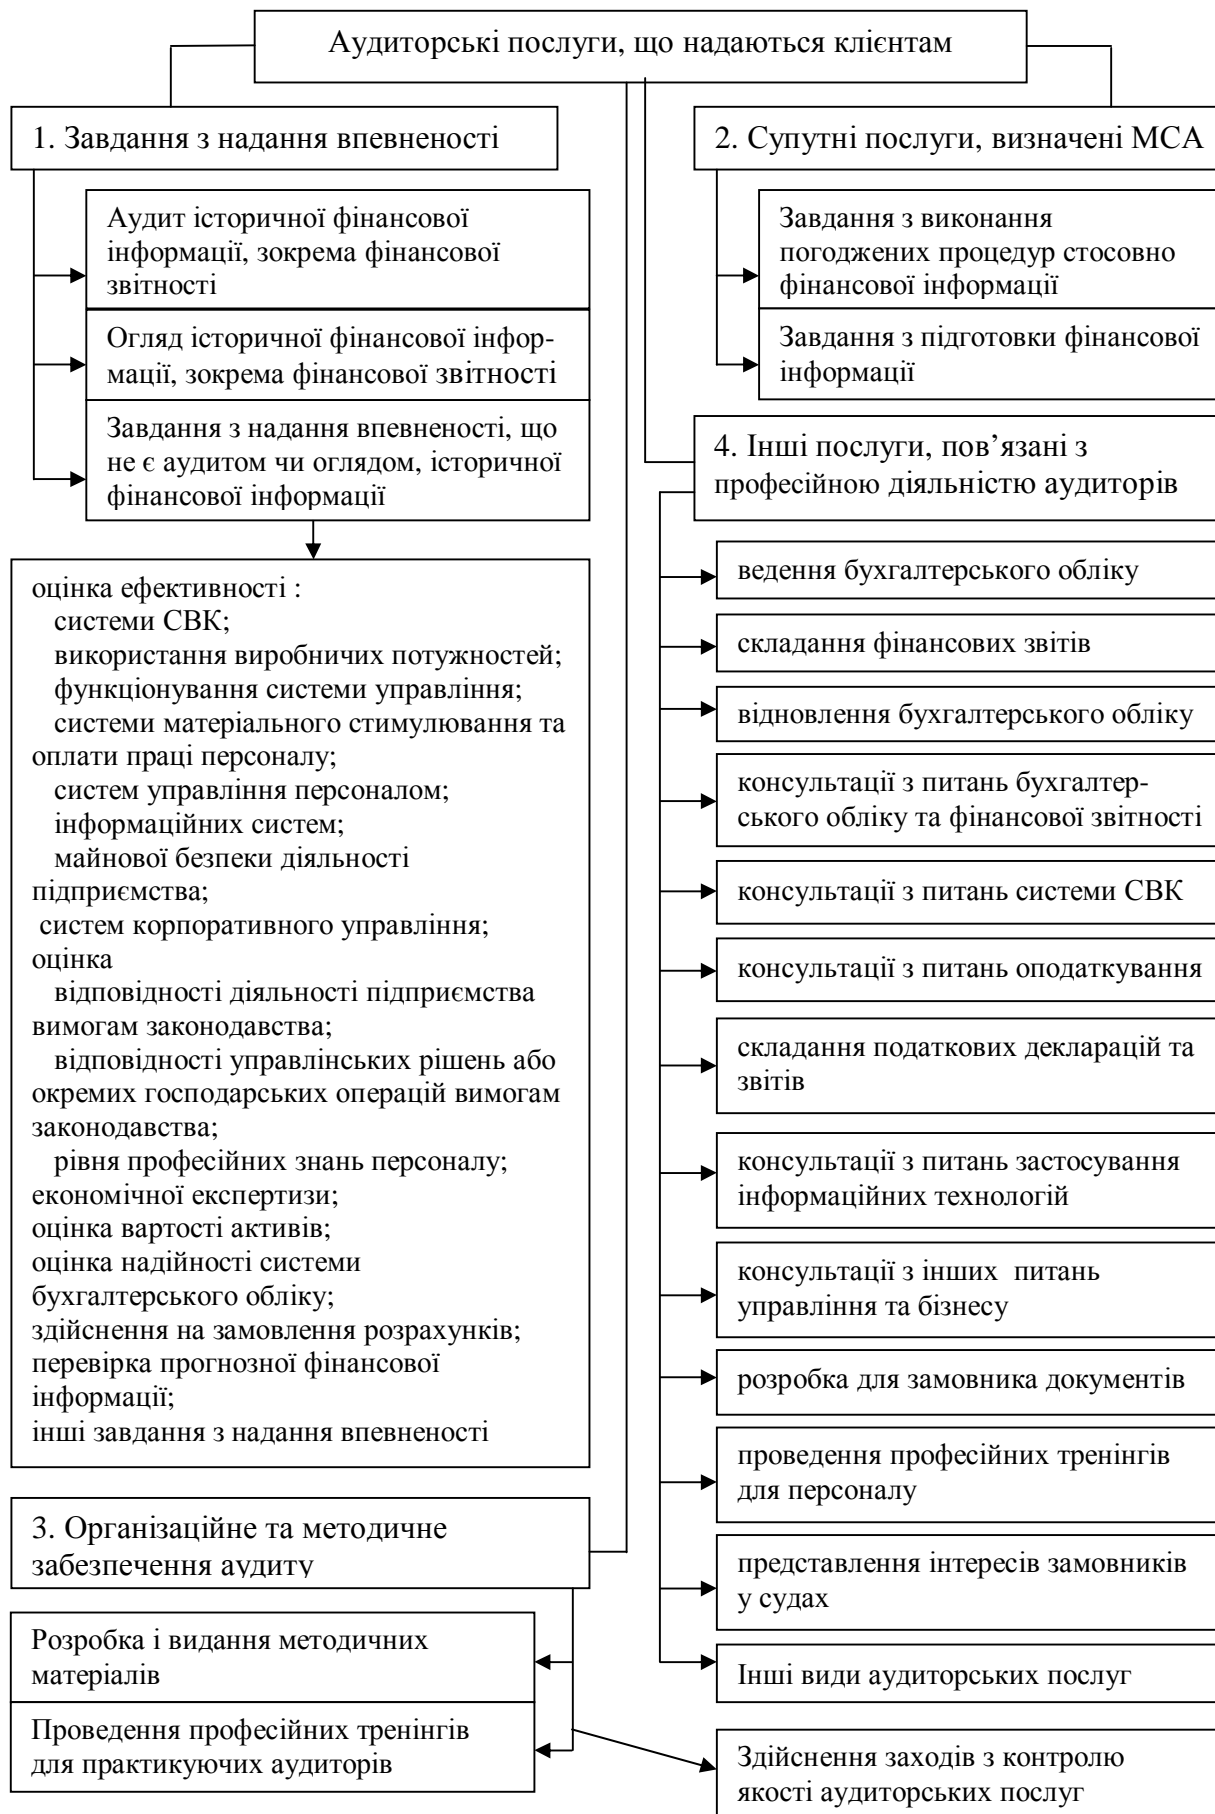 Аудиторські послуги, що надаються клієнтам
1. Завдання з надання впевненості
Аудит історичної фінансової
інформації, зокрема фінансової
звітності
Огляд історичної фінансової інфор-
мації, зокрема фінансової звітності
Завдання з надання впевненості, що
не є аудитом чи оглядом, історичної
фінансової інформації
оцінка ефективності :
системи СВК;
використання виробничих потужностей;
функціонування системи управління;
системи матеріального стимулювання та
оплати праці персоналу;
систем управління персоналом;
інформаційних систем;
майнової безпеки діяльності
підприємства;
систем корпоративного управління;
оцінка
відповідності діяльності підприємства
вимогам законодавства;
відповідності управлінських рішень або
окремих господарських операцій вимогам
законодавства;
рівня професійних знань персоналу;
економічної експертизи;
оцінка вартості активів;
оцінка надійності системи
бухгалтерського обліку;
здійснення на замовлення розрахунків;
перевірка прогнозної фінансової
інформації;
інші завдання з надання впевненості
2. Супутні послуги, визначені МСА
Завдання з виконання
погоджених процедур стосовно
фінансової інформації
Завдання з підготовки фінансової
інформації
3. Організаційне та методичне
забезпечення аудиту
Розробка і видання методичних
матеріалів
Проведення професійних тренінгів
для практикуючих аудиторів
Здійснення заходів з контролю
якості аудиторських послуг
4. Інші послуги, пов’язані з
професійною діяльністю аудиторів
ведення бухгалтерського обліку
складання фінансових звітів
відновлення бухгалтерського обліку
консультації з питань бухгалтер-
ського обліку та фінансової звітності
консультації з питань системи СВК
консультації з питань оподаткування
складання податкових декларацій та
звітів
консультації з питань застосування
інформаційних технологій
консультації з інших питань
управління та бізнесу
розробка для замовника документів
проведення професійних тренінгів
для персоналу
представлення інтересів замовників
у судах
Інші види аудиторських послуг